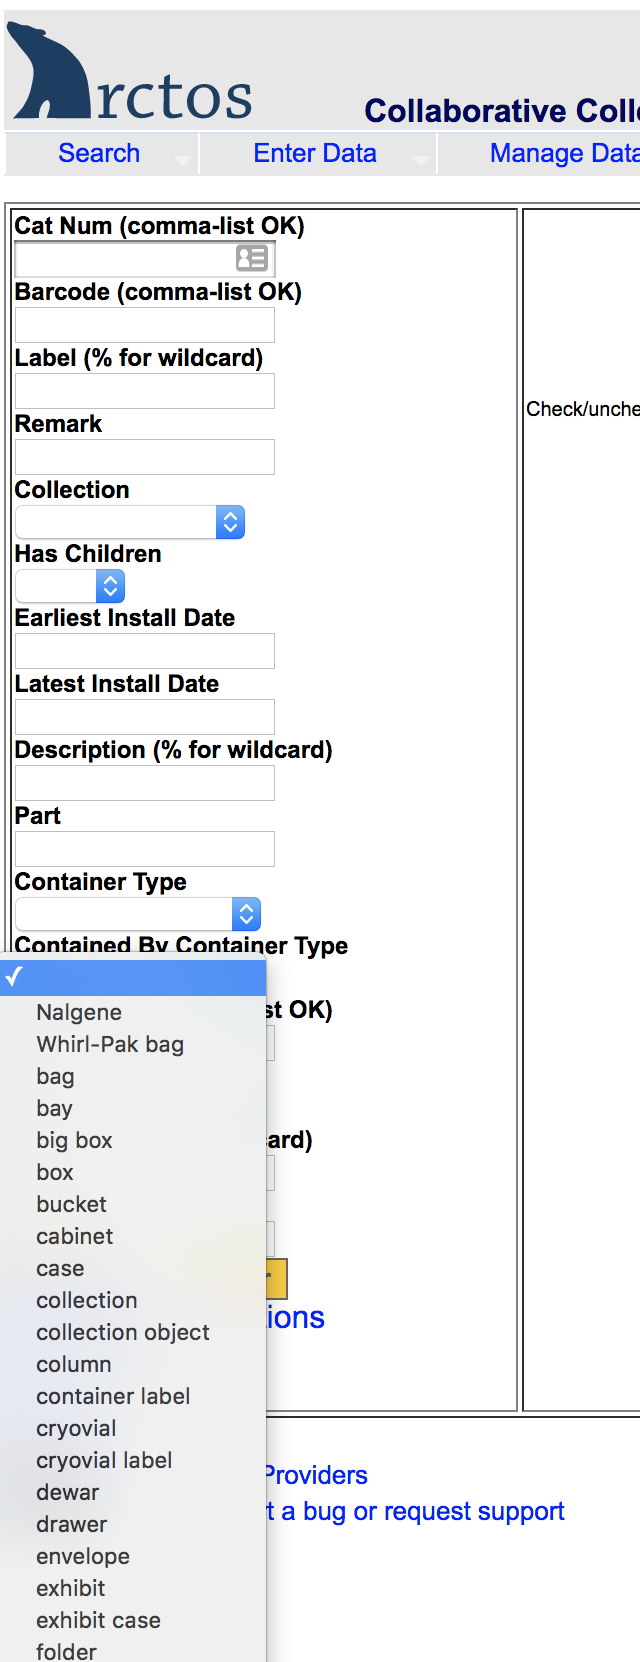 rctos
Collaborative Coll
Search
Enter Data
Manage Data
Cat Num (comma-list OK)
Barcode (comma-list OK)
Label (% for wildcard)
Remark
Collection
Has Children
Earliest Install Date
Latest Install Date
Description (% for wildcard)
Part
Container Type
Contained By Container Type
st OK)
ard)
ions
Providers
t a bug or request support
✓
Nalgene
Whirl-Pak bag
bag
bay
big box
box
bucket
cabinet
case
collection
collection object
column
container label
cryovial
cryovial label
dewar
drawer
envelope
exhibit
exhibit case
folder
Check/unche